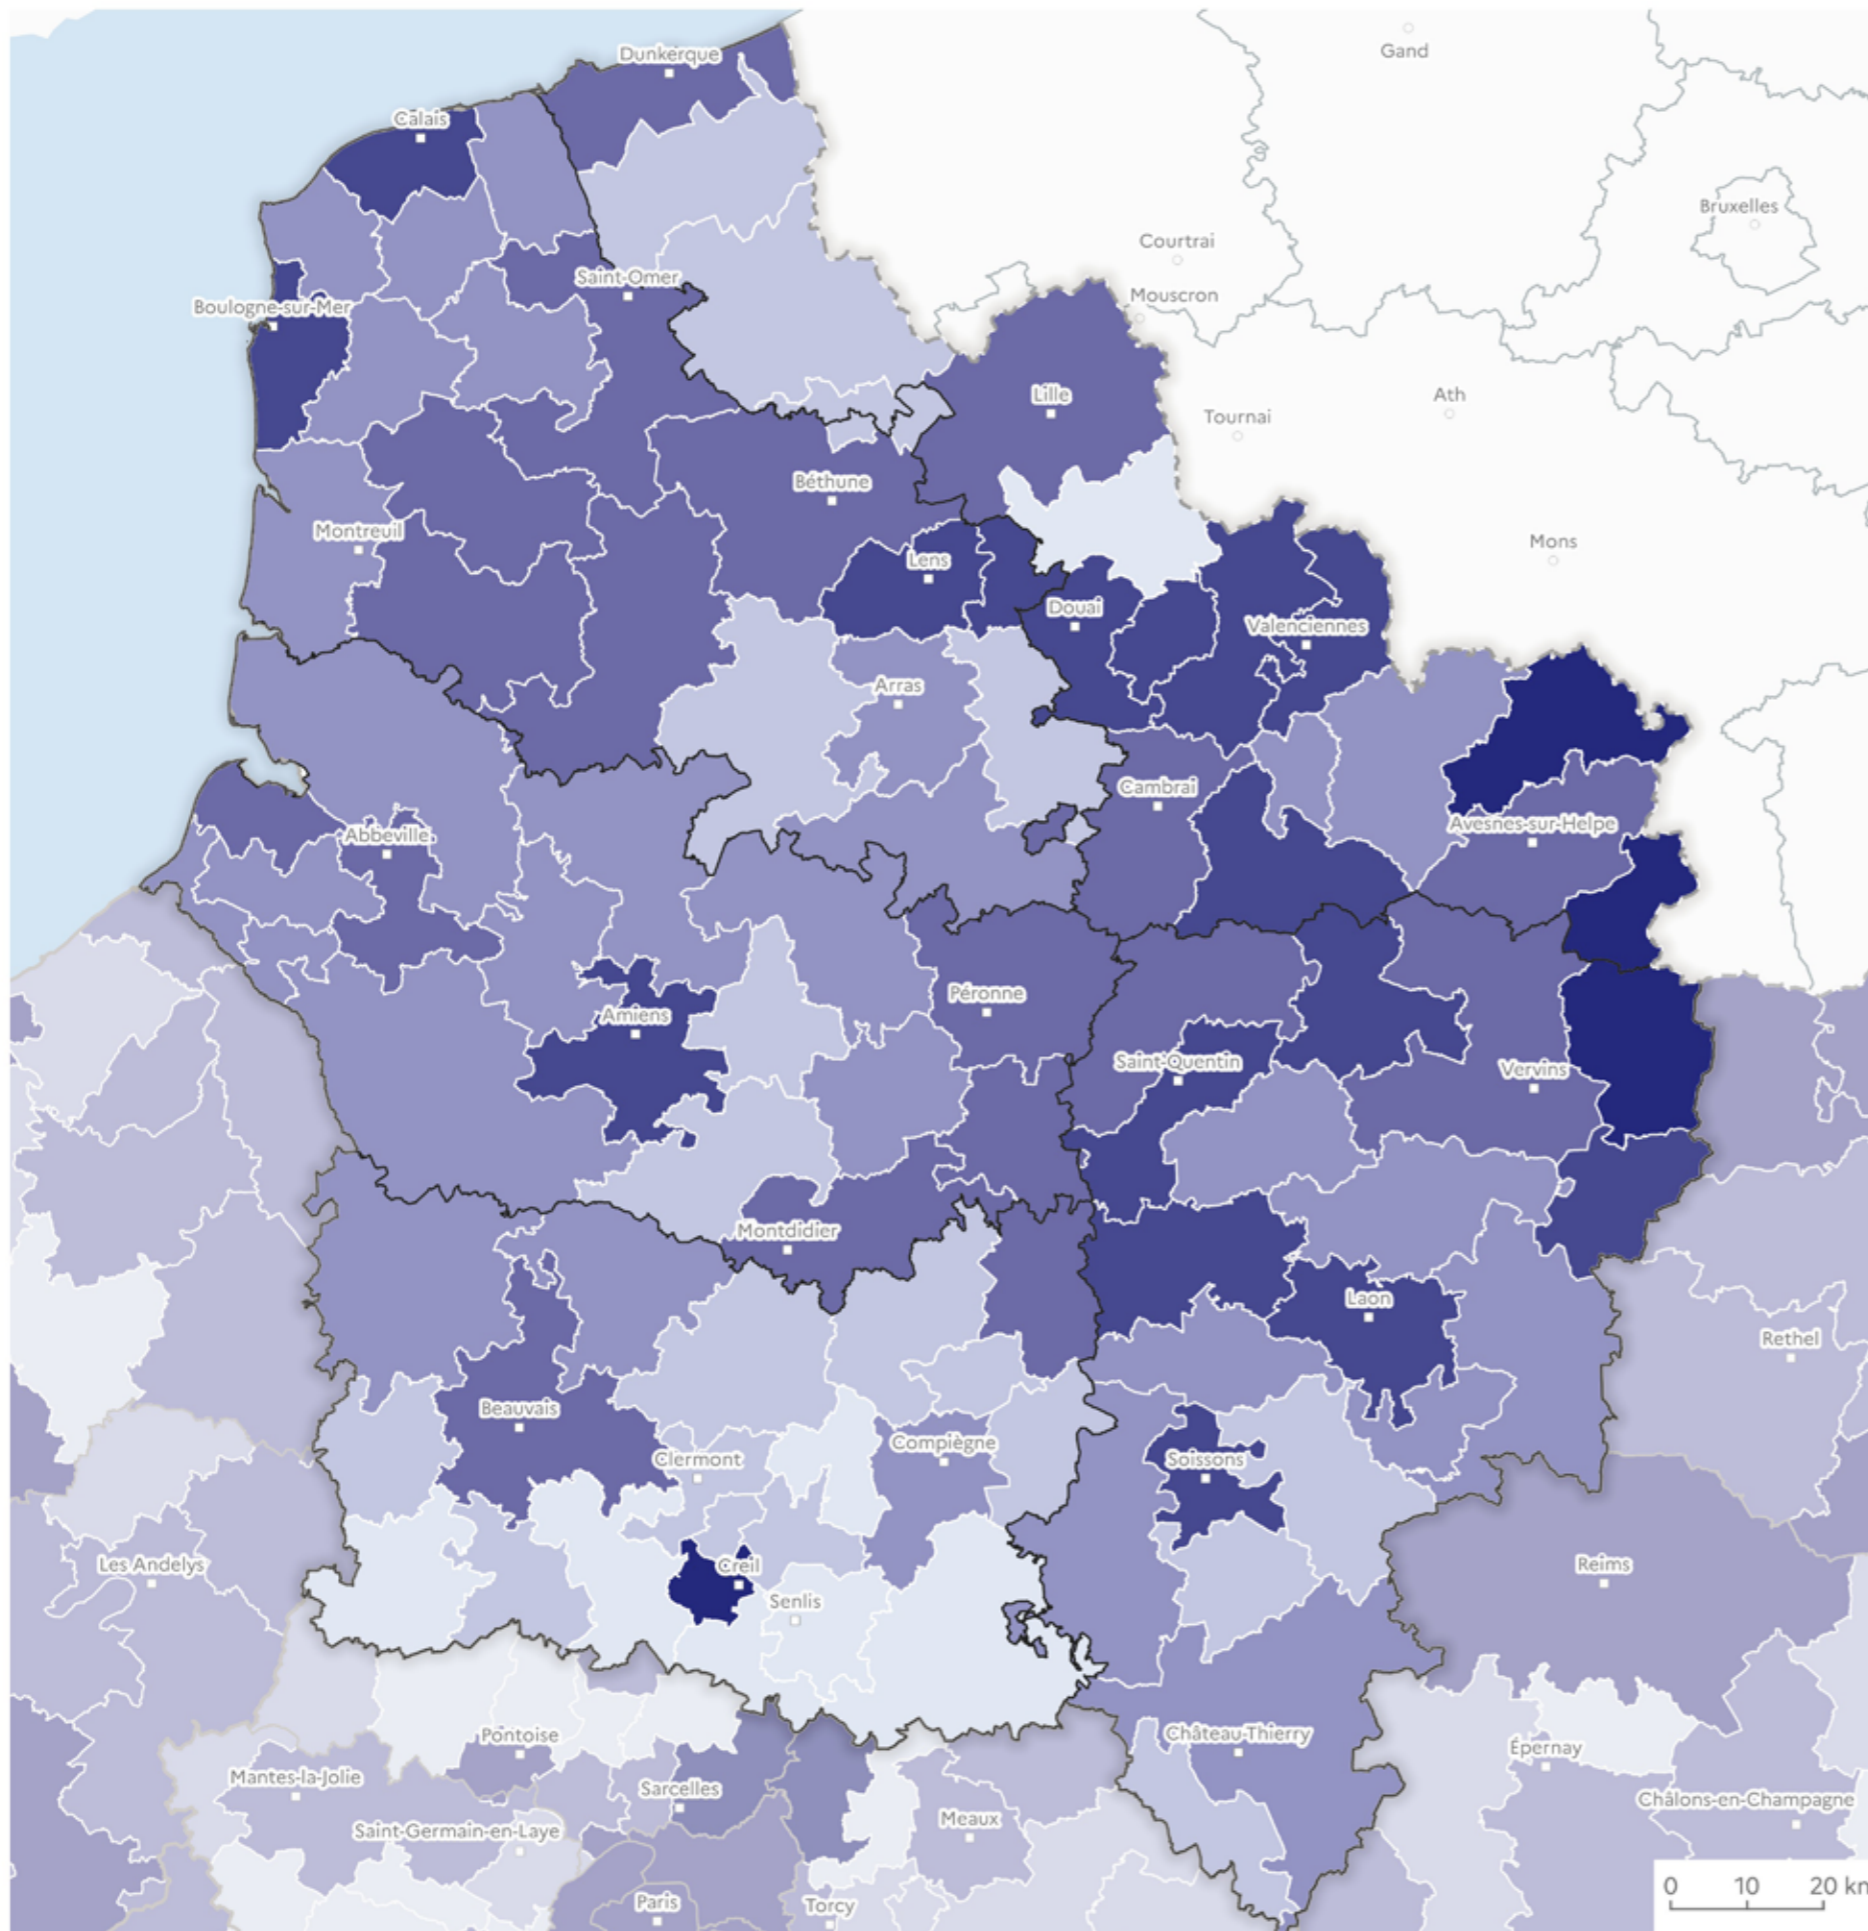 Gand
Dunkerque
Calais
Bruxelles
Courtrai
Saint-Omer
Mouscron
Boulogne-sur-Mer
Lille
Ath
Tournai
Béthune
Montreuil
Mons
Lens
Douai
Valenciennes
Arras
Cambrai
Avesnes-sur-Helpe
Abbeville
Péronne
Amiens
Saint-Quentin
Vervins
Montdidier
Laon
Rethel
Beauvais
Compiègne
Clermont
Soissons
Les Andelys
Creil
Reims
Senlis
Pontoise
Château-Thierry
Épernay
Mantes-la-Jolie
Sarcelles
Châlons-en-Champagne
Meaux
Saint-Germain-en-Laye
0 10 20 km
Paris
Torcy